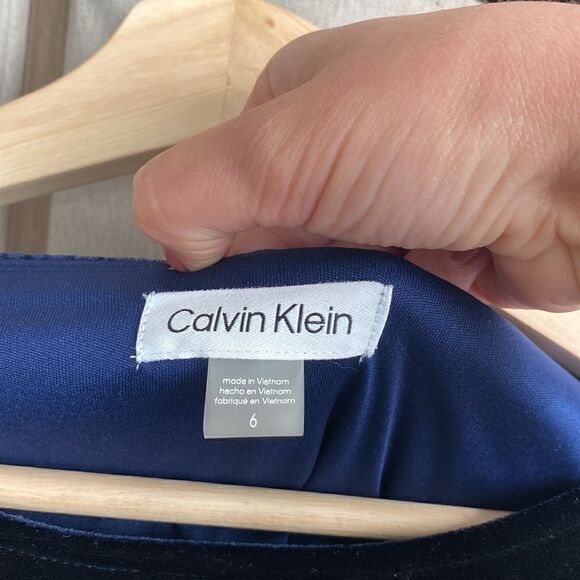 Calvin Klein
made in Vietnam
hecho en Vietnam
fabriqué en Vietnam
6